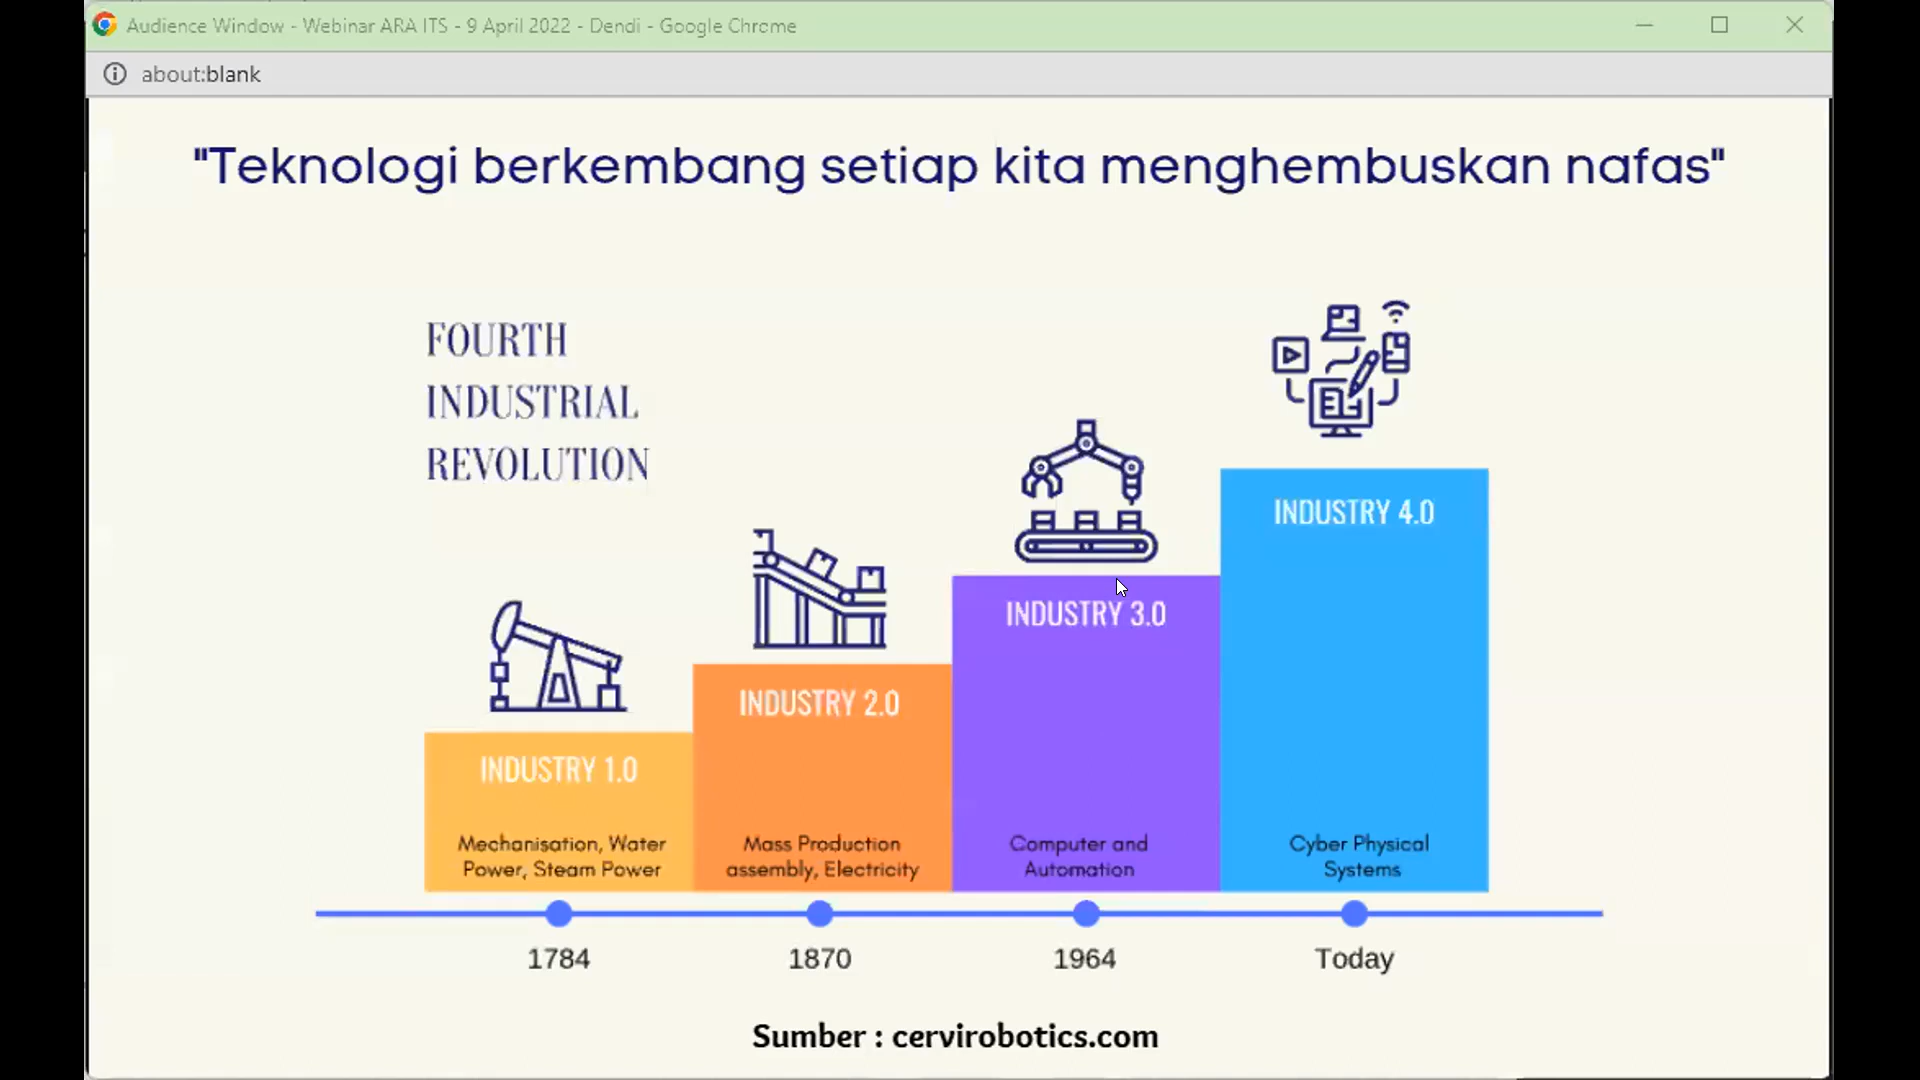 Audience Window - Webinar ARA ITS - 9 April 2022 - Dendi - Google Chrome
about:blank
"Teknologi berkembang setiap kita menghembuskan nafas"
FOURTH
INDUSTRIAL
REVOLUTION
INDUSTRY 1.0
Mechanisation, Water
Power, Steam Power
INDUSTRY 2.0
Mass Production
assembly, Electricity
INDUSTRY 3.0
Computer and
Automation
INDUSTRY 4.0
Cyber Physical
Systems
1784
1870
1964
Today
Sumber : cervirobotics.com